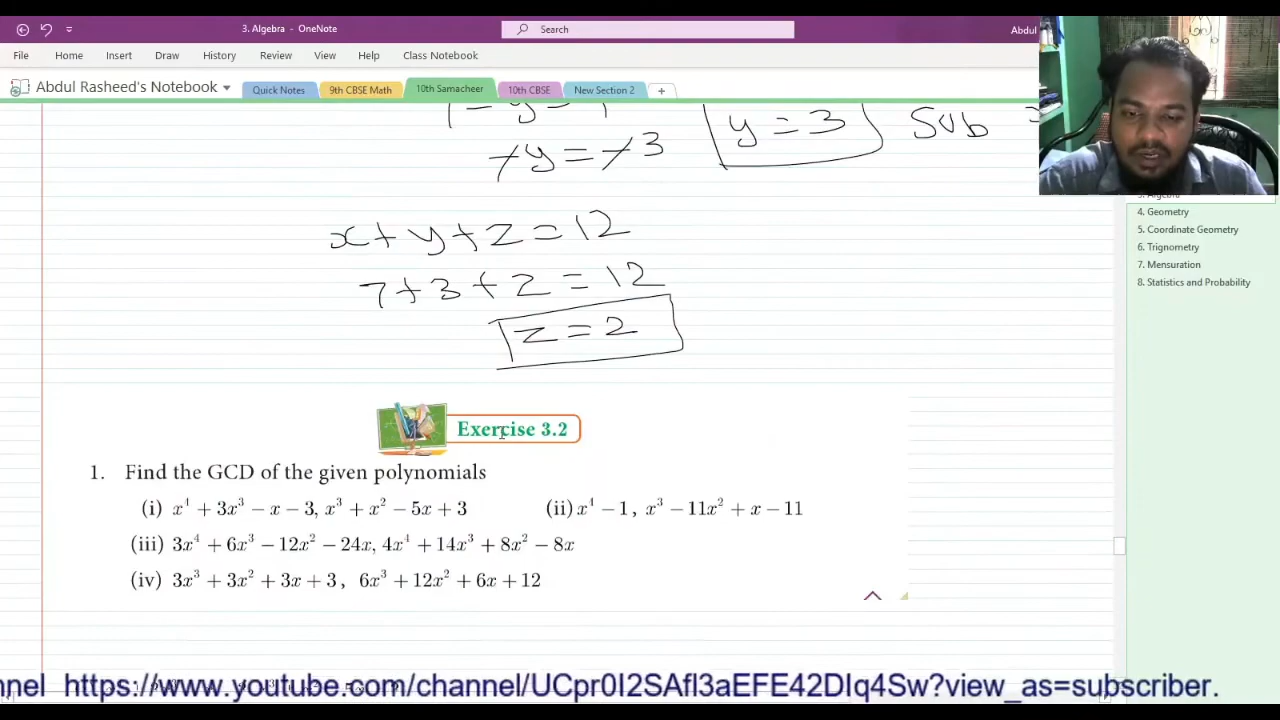 3. Algebra - OneNote
Search
Abdul
File Home Insert Draw History Review View Help Class Notebook
Abdul Rasheed's Notebook
Quick Notes 9th CBSE Math 10th Samacheer 10th CBSE New Section 2 +
y = 3 Sub =
-y = -3
x + y + z = 12
7 + 3 + z = 12
z = 2
4. Geometry
5. Coordinate Geometry
6. Trignometry
7. Mensuration
8. Statistics and Probability
Exercise 3.2
1. Find the GCD of the given polynomials
(i) x⁴ + 3x³ − x − 3, x³ + x² − 5x + 3 (ii) x⁴ − 1, x³ − 11x² + x − 11
(iii) 3x⁴ + 6x³ − 12x² − 24x, 4x⁴ + 14x³ + 8x² − 8x
(iv) 3x³ + 3x² + 3x + 3, 6x³ + 12x² + 6x + 12
nnel https://www.youtube.com/channel/UCpr0I2SAfl3aEFE42DIq4Sw?view_as=subscriber.